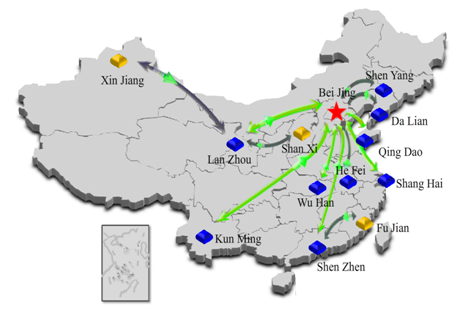 Shen Yang
Xin Jiang
Bei Jing
Da Lian
Shan Xi
Qing Dao
Lan Zhou
He Fei
Shang Hai
Wu Han
Fu Jian
Kun Ming
Shen Zhen